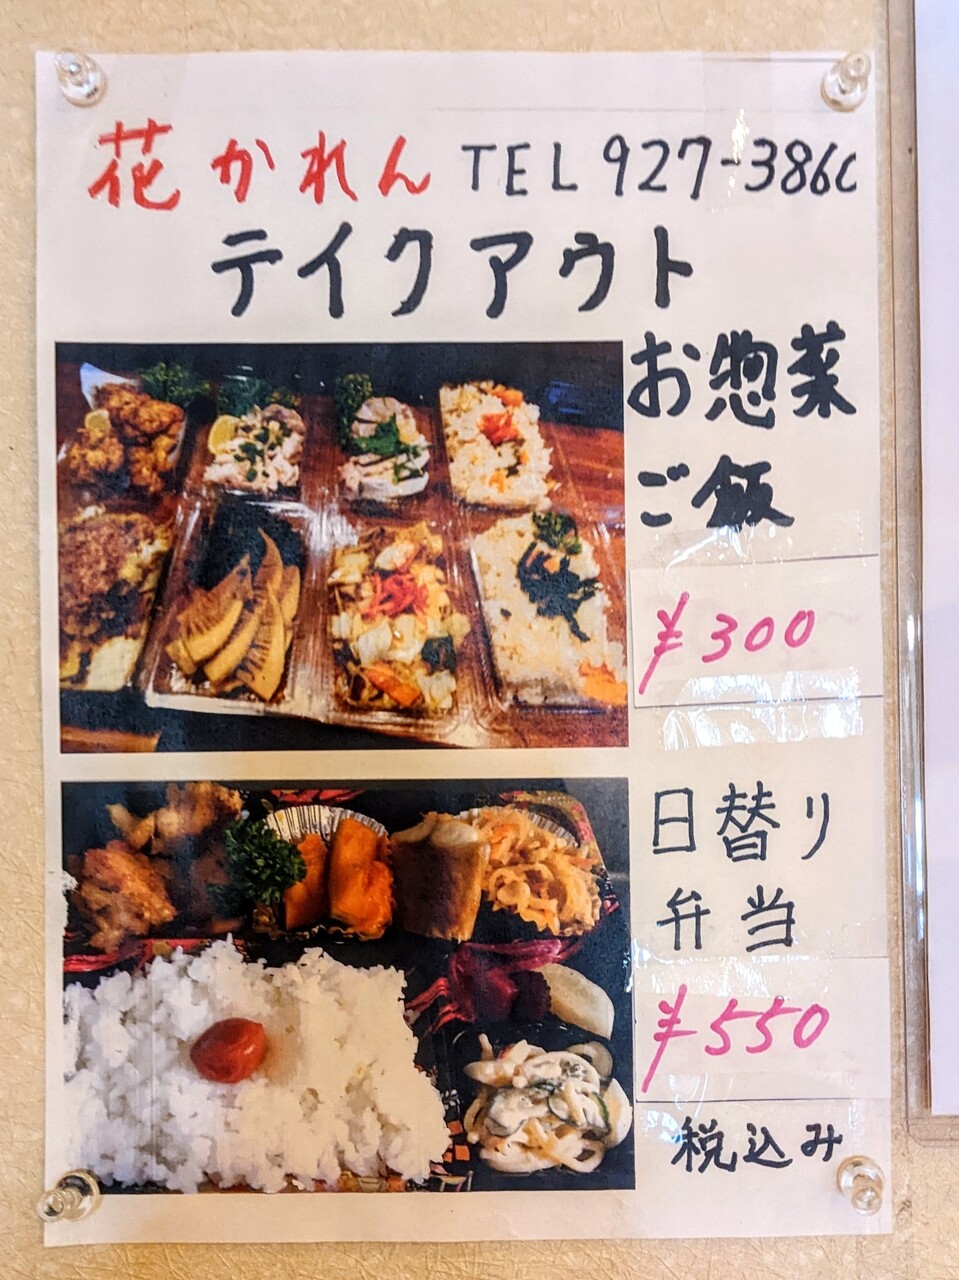 花かれん TEL 927-3860
テイクアウト
お惣菜
ご飯
¥300
日替り
弁当
¥550
税込み